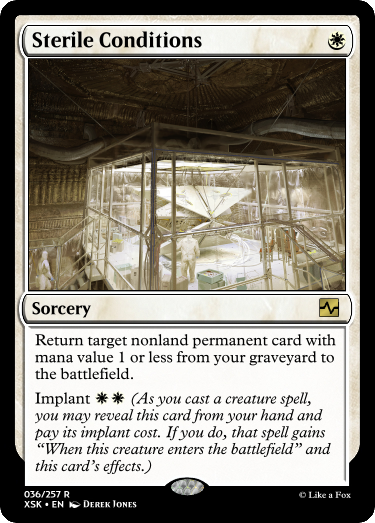 Sterile Conditions
Sorcery
Return target nonland permanent card with
mana value 1 or less from your graveyard to
the battlefield.
Implant (As you cast a creature spell,
you may reveal this card from your hand and
pay its implant cost. If you do, that spell gains
“When this creature enters the battlefield” and
this card’s effects.)
036/257 R
XSK • EN Derek Jones
© Like a Fox